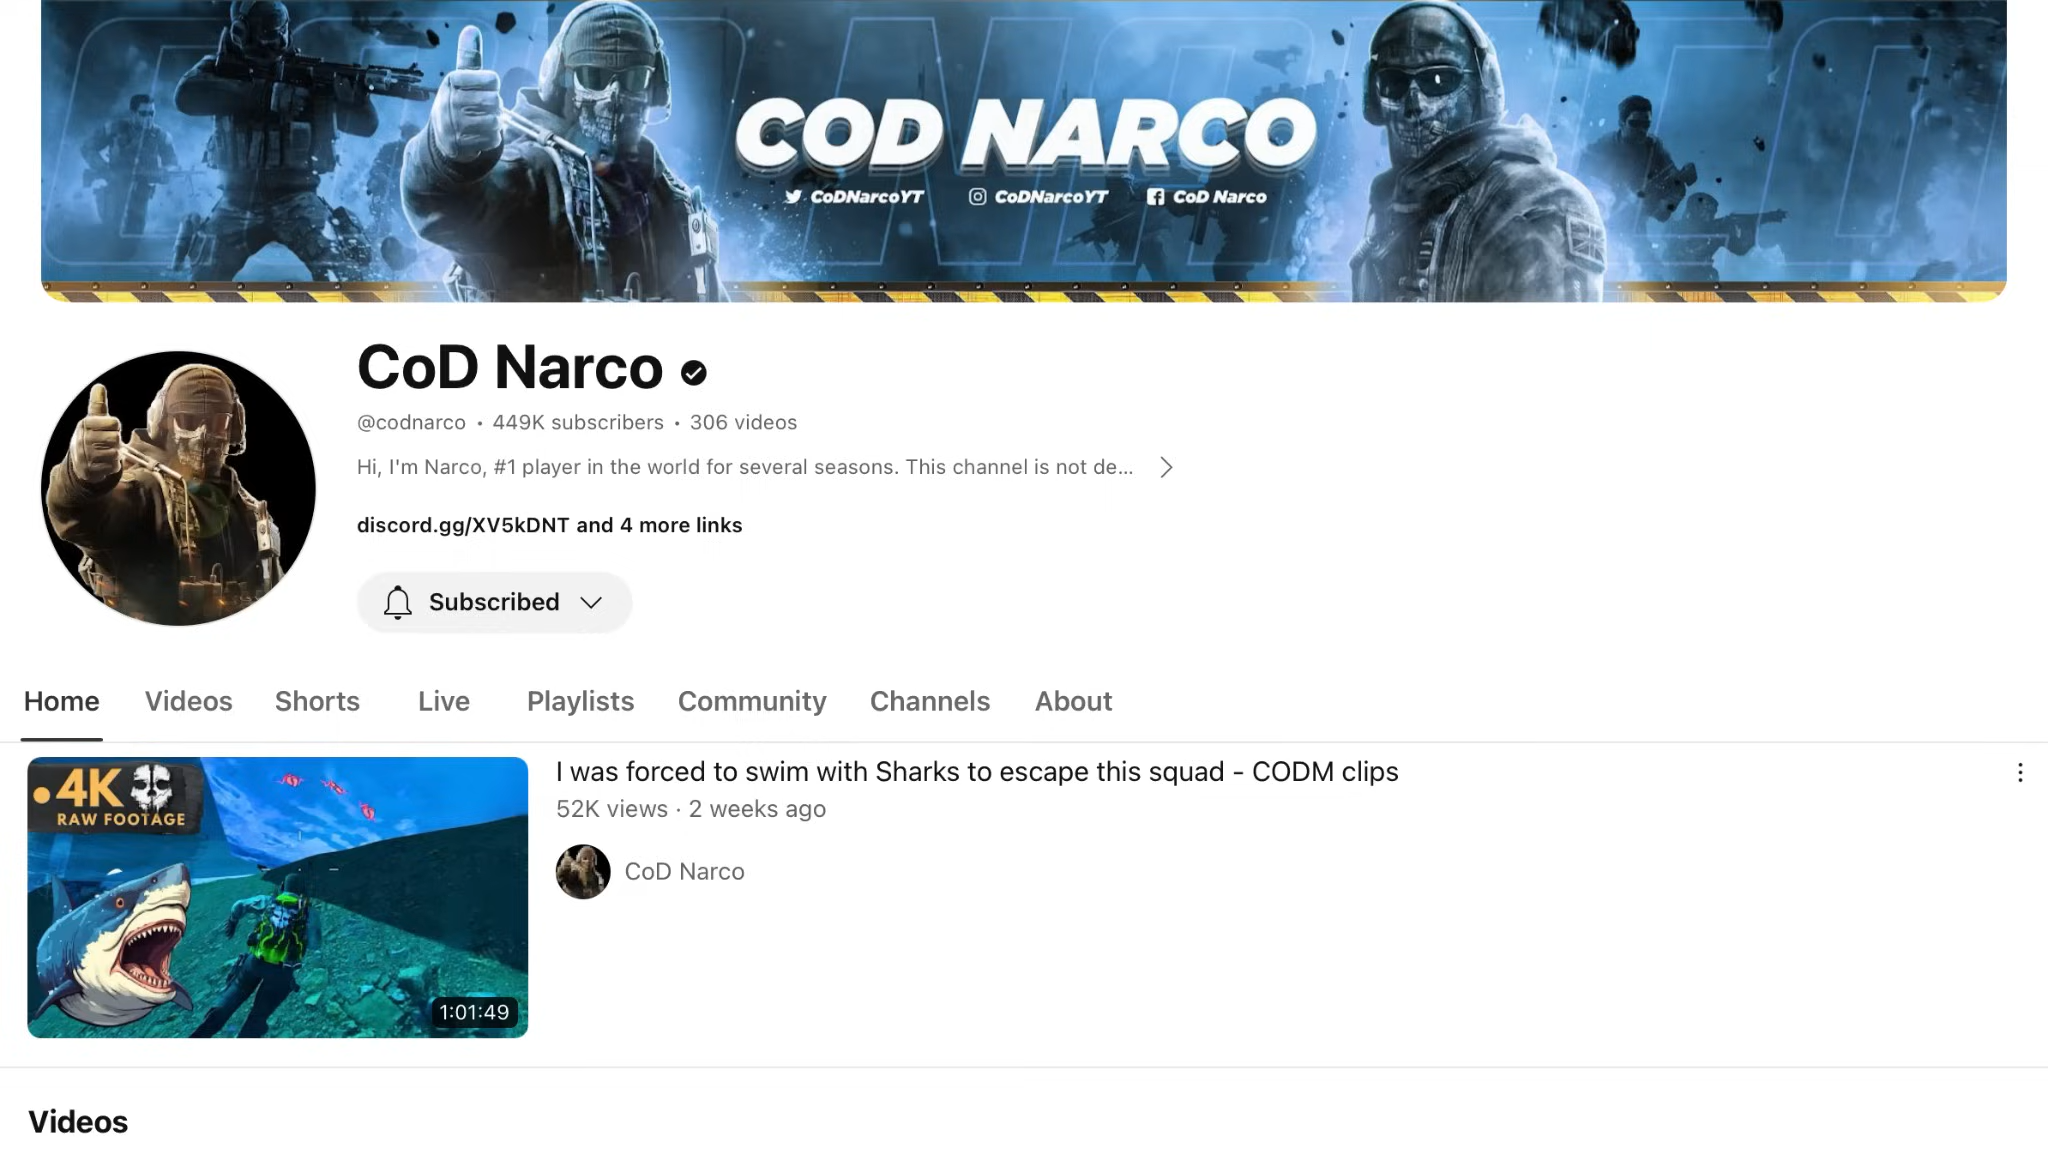 COD NARCO
CoDNarcoYT CoDNarcoYT CoD Narco
CoD Narco
@codnarco • 449K subscribers • 306 videos
Hi, I'm Narco, #1 player in the world for several seasons. This channel is not de...
discord.gg/XV5kDNT and 4 more links
Subscribed
Home Videos Shorts Live Playlists Community Channels About
4K
RAW FOOTAGE
1:01:49
I was forced to swim with Sharks to escape this squad - CODM clips
52K views · 2 weeks ago
CoD Narco
Videos